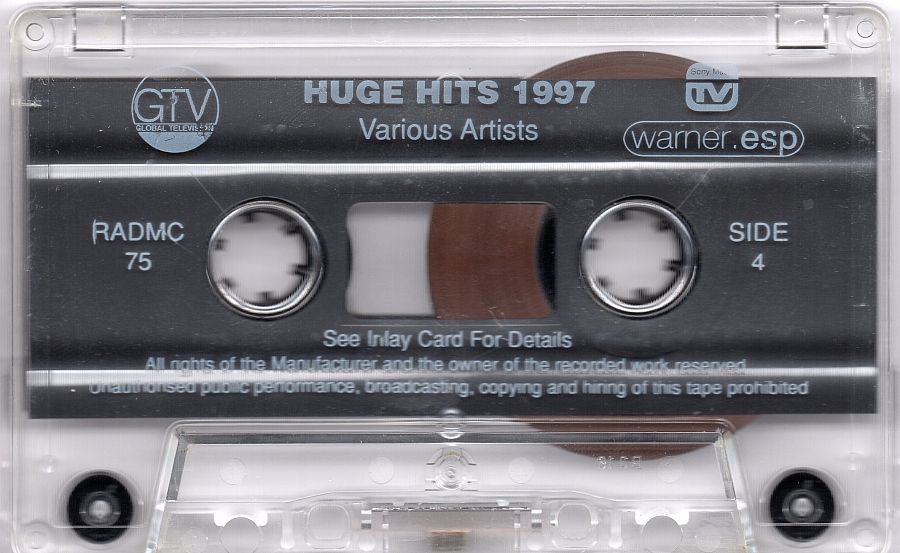 GTV
GLOBAL TELEVISION
HUGE HITS 1997
Various Artists
Sony
TV
warner.esp
RADMC
75
SIDE
4
See Inlay Card For Details
All rights of the Manufacturer and the owner of the recorded work reserved
Unauthorised public performance, broadcasting, copying and hiring of this tape prohibited